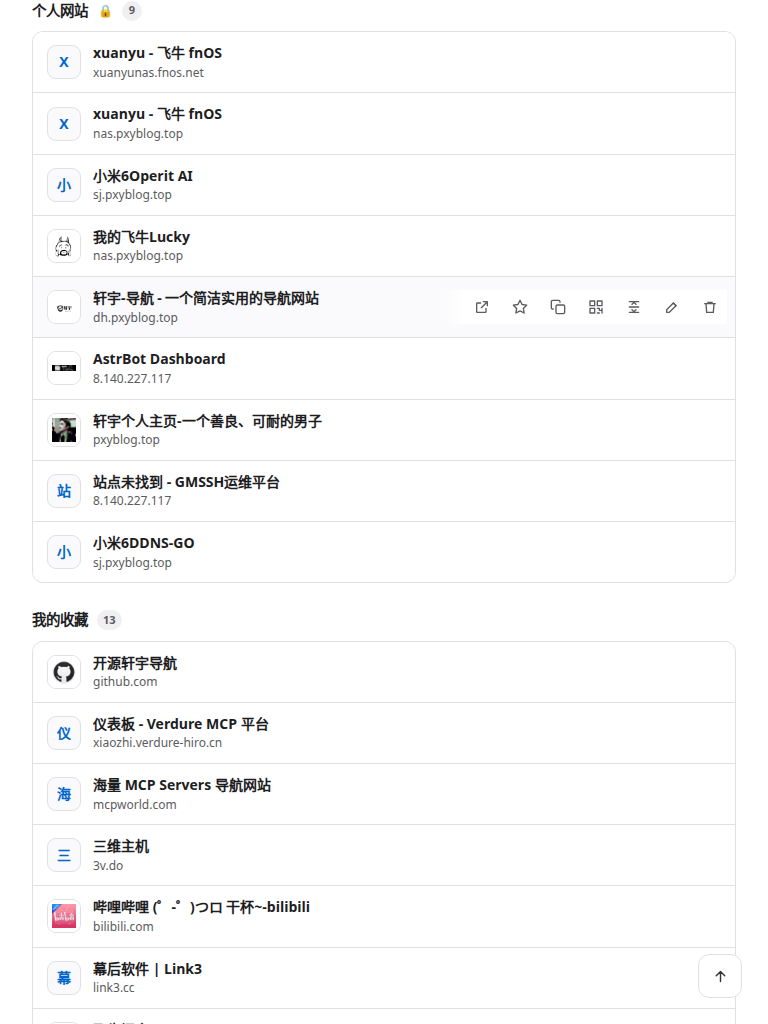 个人网站 🔒 9
X
xuanyu - 飞牛 fnOS
xuanyunas.fnos.net
X
xuanyu - 飞牛 fnOS
nas.pxyblog.top
小
小米6Operit AI
sj.pxyblog.top
我的飞牛Lucky
nas.pxyblog.top
轩宇-导航 - 一个简洁实用的导航网站
dh.pxyblog.top
AstrBot Dashboard
8.140.227.117
轩宇个人主页-一个善良、可耐的男子
pxyblog.top
站
站点未找到 - GMSSH运维平台
8.140.227.117
小
小米6DDNS-GO
sj.pxyblog.top
我的收藏 13
开源轩宇导航
github.com
仪
仪表板 - Verdure MCP 平台
xiaozhi.verdure-hiro.cn
海
海量 MCP Servers 导航网站
mcpworld.com
三
三维主机
3v.do
哔哩哔哩 (゜-゜)つロ 干杯~-bilibili
bilibili.com
幕
幕后软件 | Link3
link3.cc